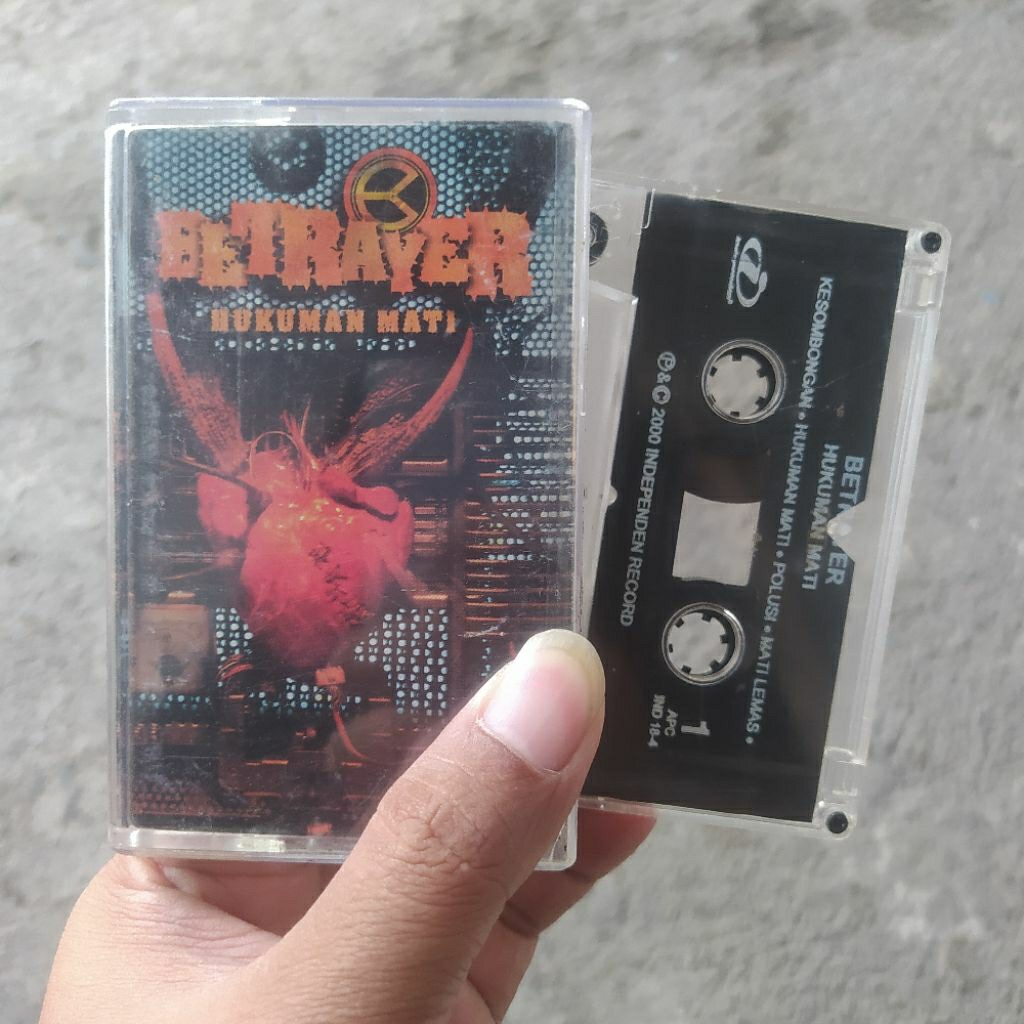 BETRAYER
HUKUMAN MATI
BETRAYER
HUKUMAN MATI
KESOMBONGAN • HUKUMAN MATI • POLUSI • MATI LEMAS •
1
APC
IND 18-4
℗ & © 2000 INDEPENDEN RECORD